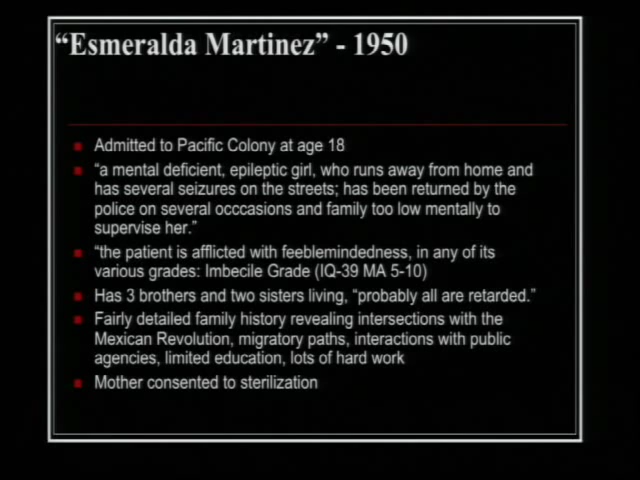 “Esmeralda Martinez” - 1950
Admitted to Pacific Colony at age 18
“a mental deficient, epileptic girl, who runs away from home and
has several seizures on the streets; has been returned by the
police on several occcasions and family too low mentally to
supervise her.”
“the patient is afflicted with feeblemindedness, in any of its
various grades: Imbecile Grade (IQ-39 MA 5-10)
Has 3 brothers and two sisters living, “probably all are retarded.”
Fairly detailed family history revealing intersections with the
Mexican Revolution, migratory paths, interactions with public
agencies, limited education, lots of hard work
Mother consented to sterilization